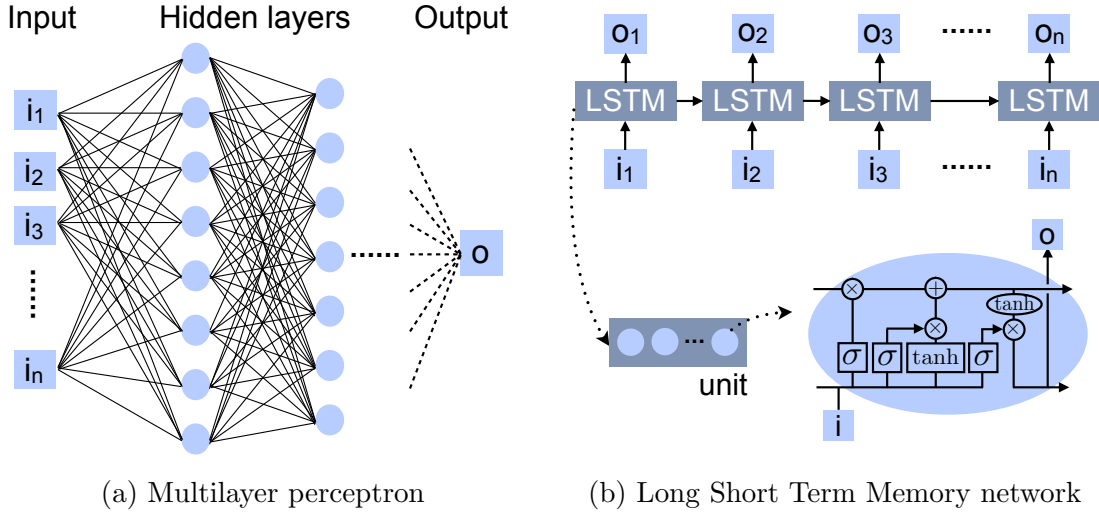 Input Hidden layers Output
i1
i2
i3
......
in
......
o
(a) Multilayer perceptron
o1 o2 o3 ...... on
LSTM LSTM LSTM LSTM
i1 i2 i3 ...... in
...
unit
o
× +
tanh
× ×
σ σ tanh σ
i
(b) Long Short Term Memory network